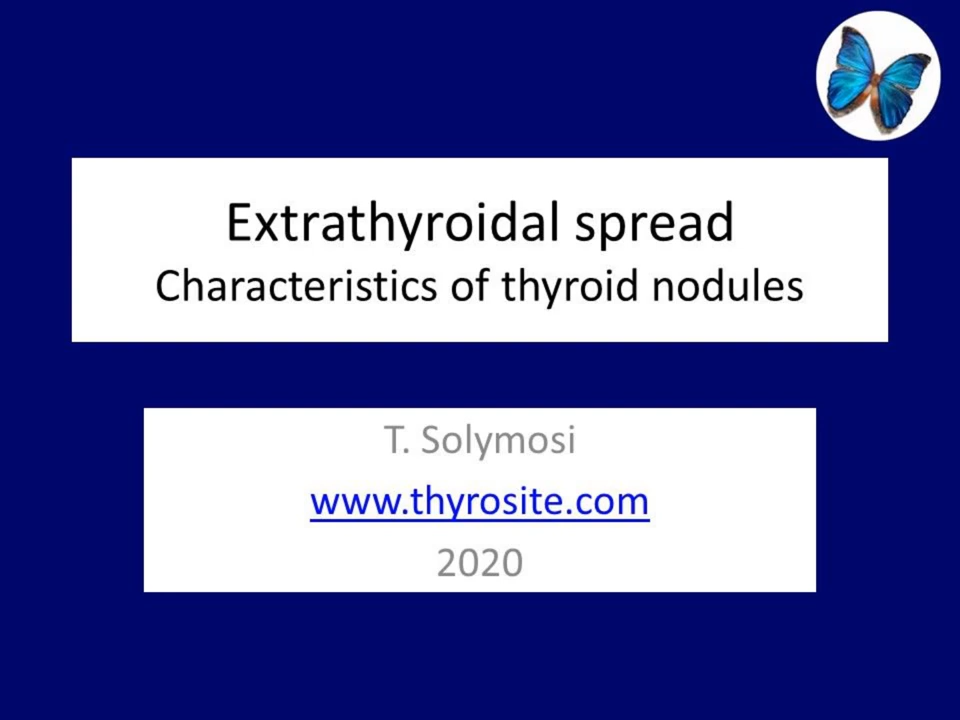 Extrathyroidal spread
Characteristics of thyroid nodules
T. Solymosi
www.thyrosite.com
2020